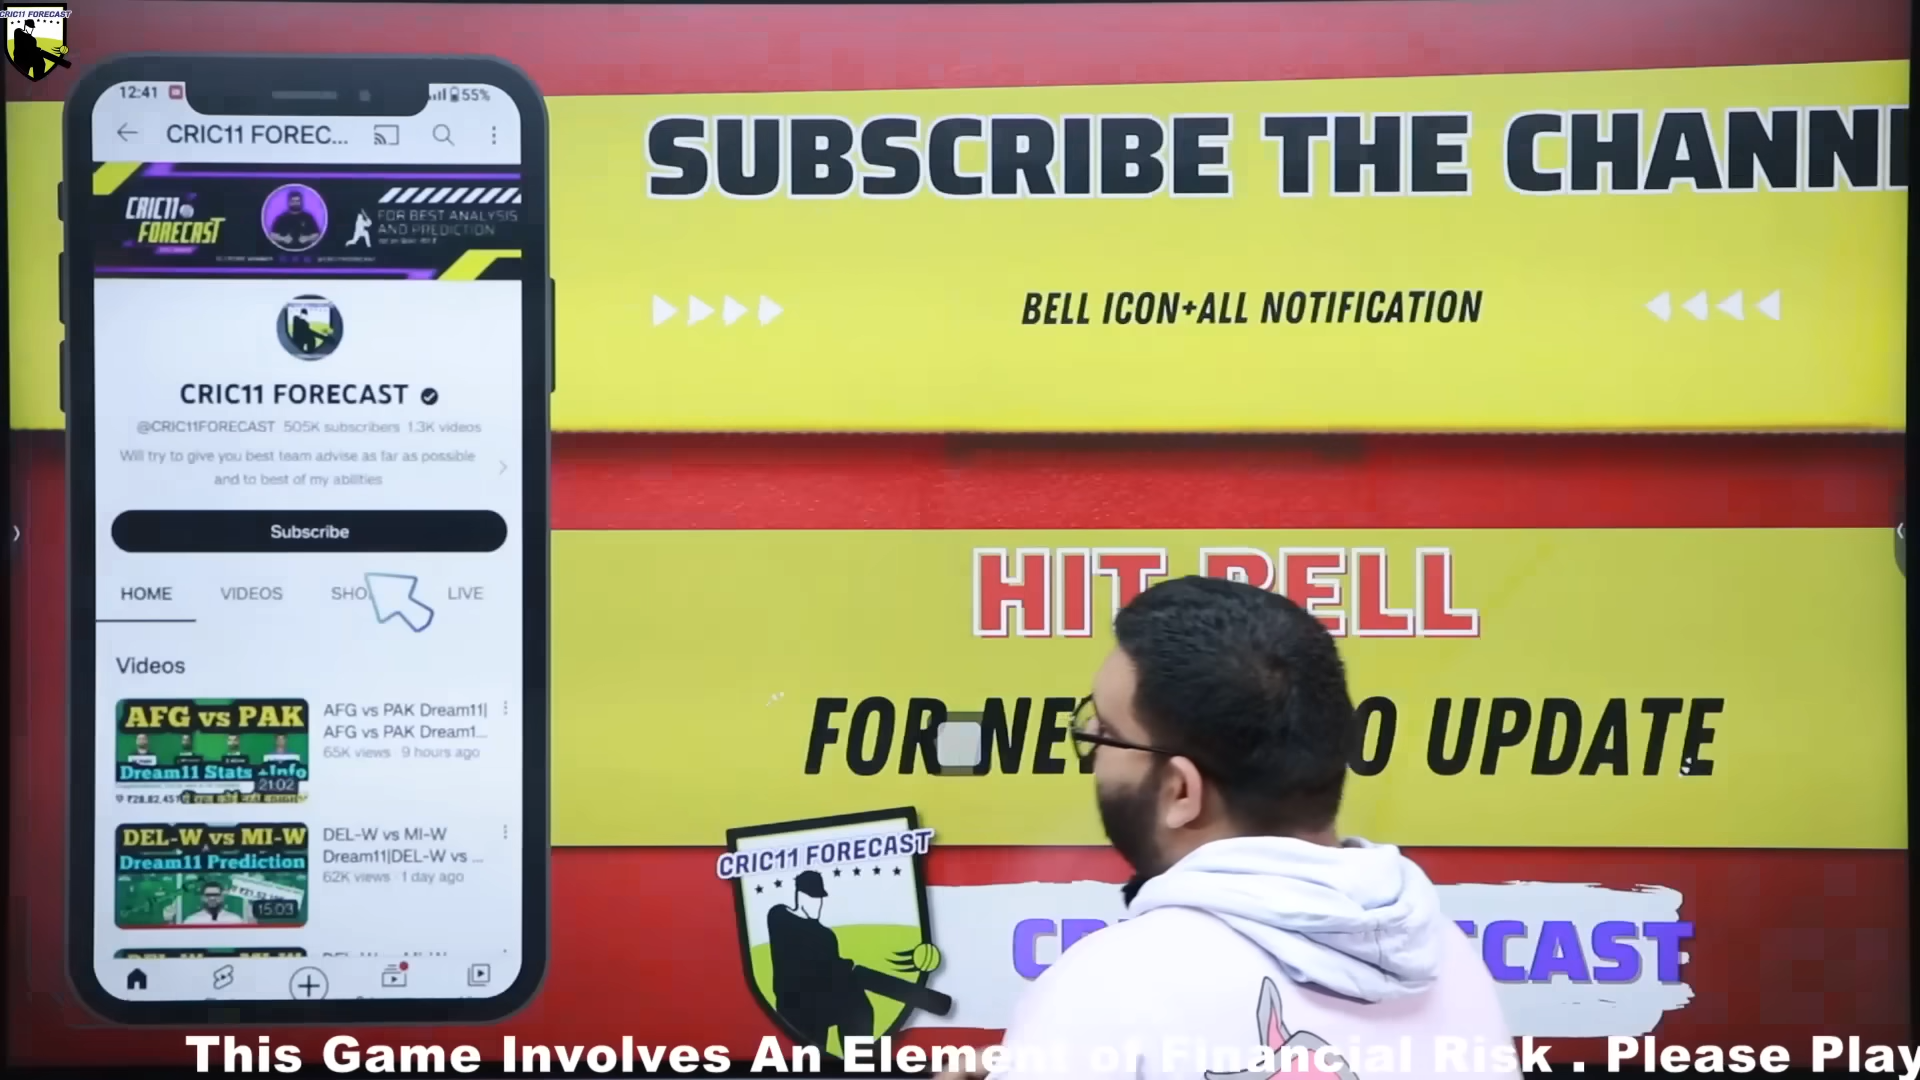 CRIC11 FORECAST
12:41
55%
CRIC11 FOREC...
CRIC11
FORECAST
FOR BEST ANALYSIS
AND PREDICTION
CRIC11 FORECAST
@CRIC11FORECAST 505K subscribers 1.3K videos
Will try to give you best team advise as far as possible
and to best of my abilities
Subscribe
HOME VIDEOS SHO LIVE
Videos
AFG vs PAK
Dream11 Stats +Info
21:02
AFG vs PAK Dream11|
AFG vs PAK Dream1...
65K views · 9 hours ago
DEL-W vs MI-W
Dream11 Prediction
15:03
DEL-W vs MI-W
Dream11|DEL-W vs ...
62K views · 1 day ago
SUBSCRIBE THE CHANN
BELL ICON+ALL NOTIFICATION
HIT BELL
FOR NE O UPDATE
CRIC11 FORECAST
C CAST
This Game Involves An Element of Financial Risk . Please Play